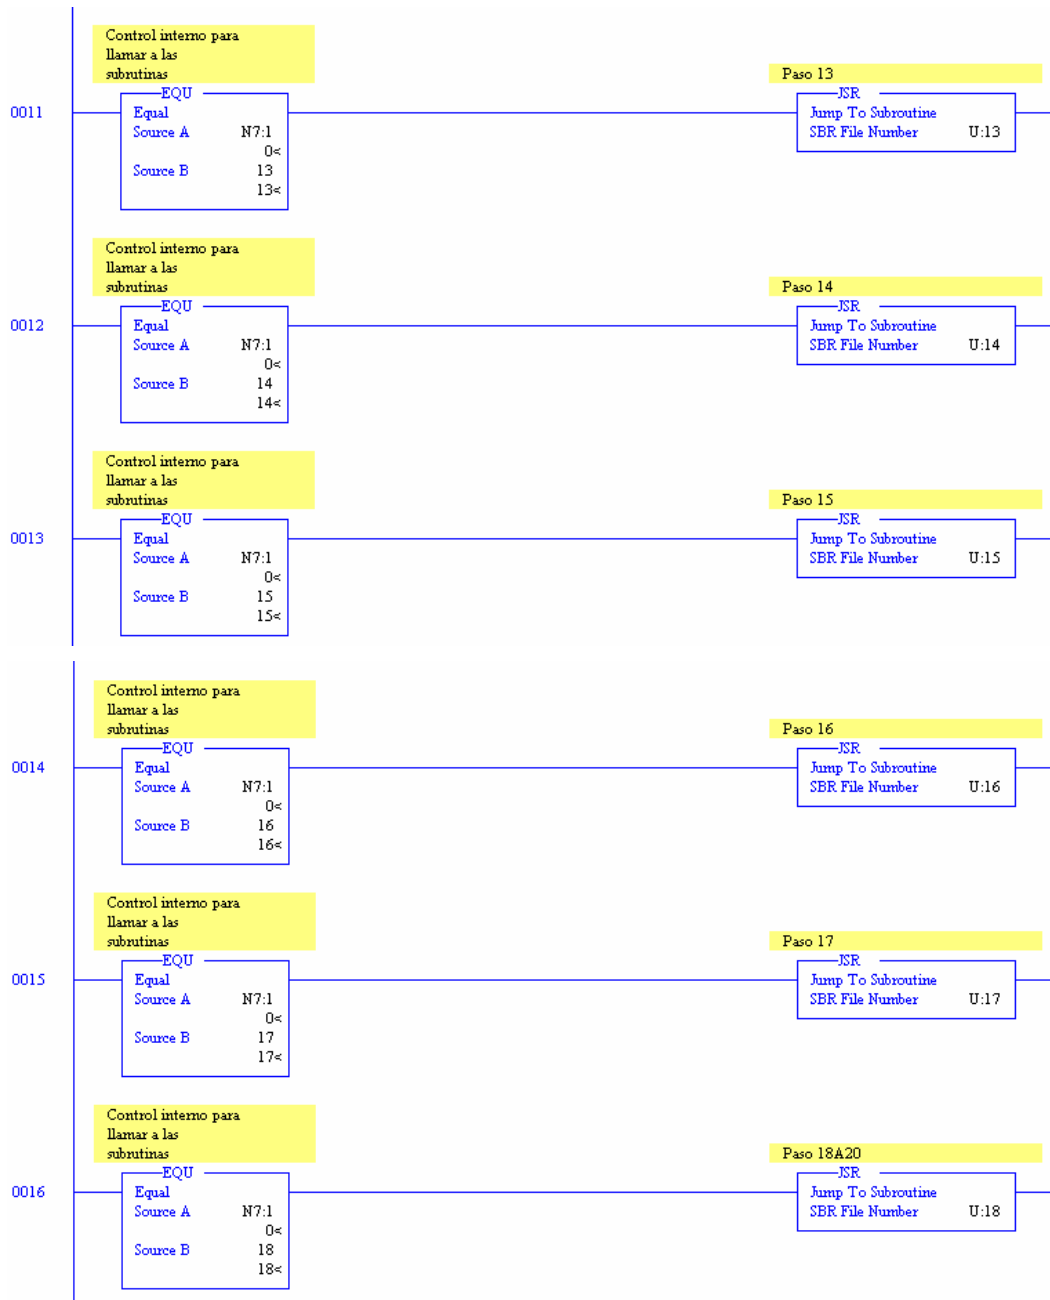 Control interno para
llamar a las
subrutinas
Paso 13
EQU
JSR
0011
Equal
Jump To Subroutine
Source A N7:1
SBR File Number U:13
0<
Source B 13
13<
Control interno para
llamar a las
subrutinas
Paso 14
EQU
JSR
0012
Equal
Jump To Subroutine
Source A N7:1
SBR File Number U:14
0<
Source B 14
14<
Control interno para
llamar a las
subrutinas
Paso 15
EQU
JSR
0013
Equal
Jump To Subroutine
Source A N7:1
SBR File Number U:15
0<
Source B 15
15<
Control interno para
llamar a las
subrutinas
Paso 16
EQU
JSR
0014
Equal
Jump To Subroutine
Source A N7:1
SBR File Number U:16
0<
Source B 16
16<
Control interno para
llamar a las
subrutinas
Paso 17
EQU
JSR
0015
Equal
Jump To Subroutine
Source A N7:1
SBR File Number U:17
0<
Source B 17
17<
Control interno para
llamar a las
subrutinas
Paso 18A20
EQU
JSR
0016
Equal
Jump To Subroutine
Source A N7:1
SBR File Number U:18
0<
Source B 18
18<